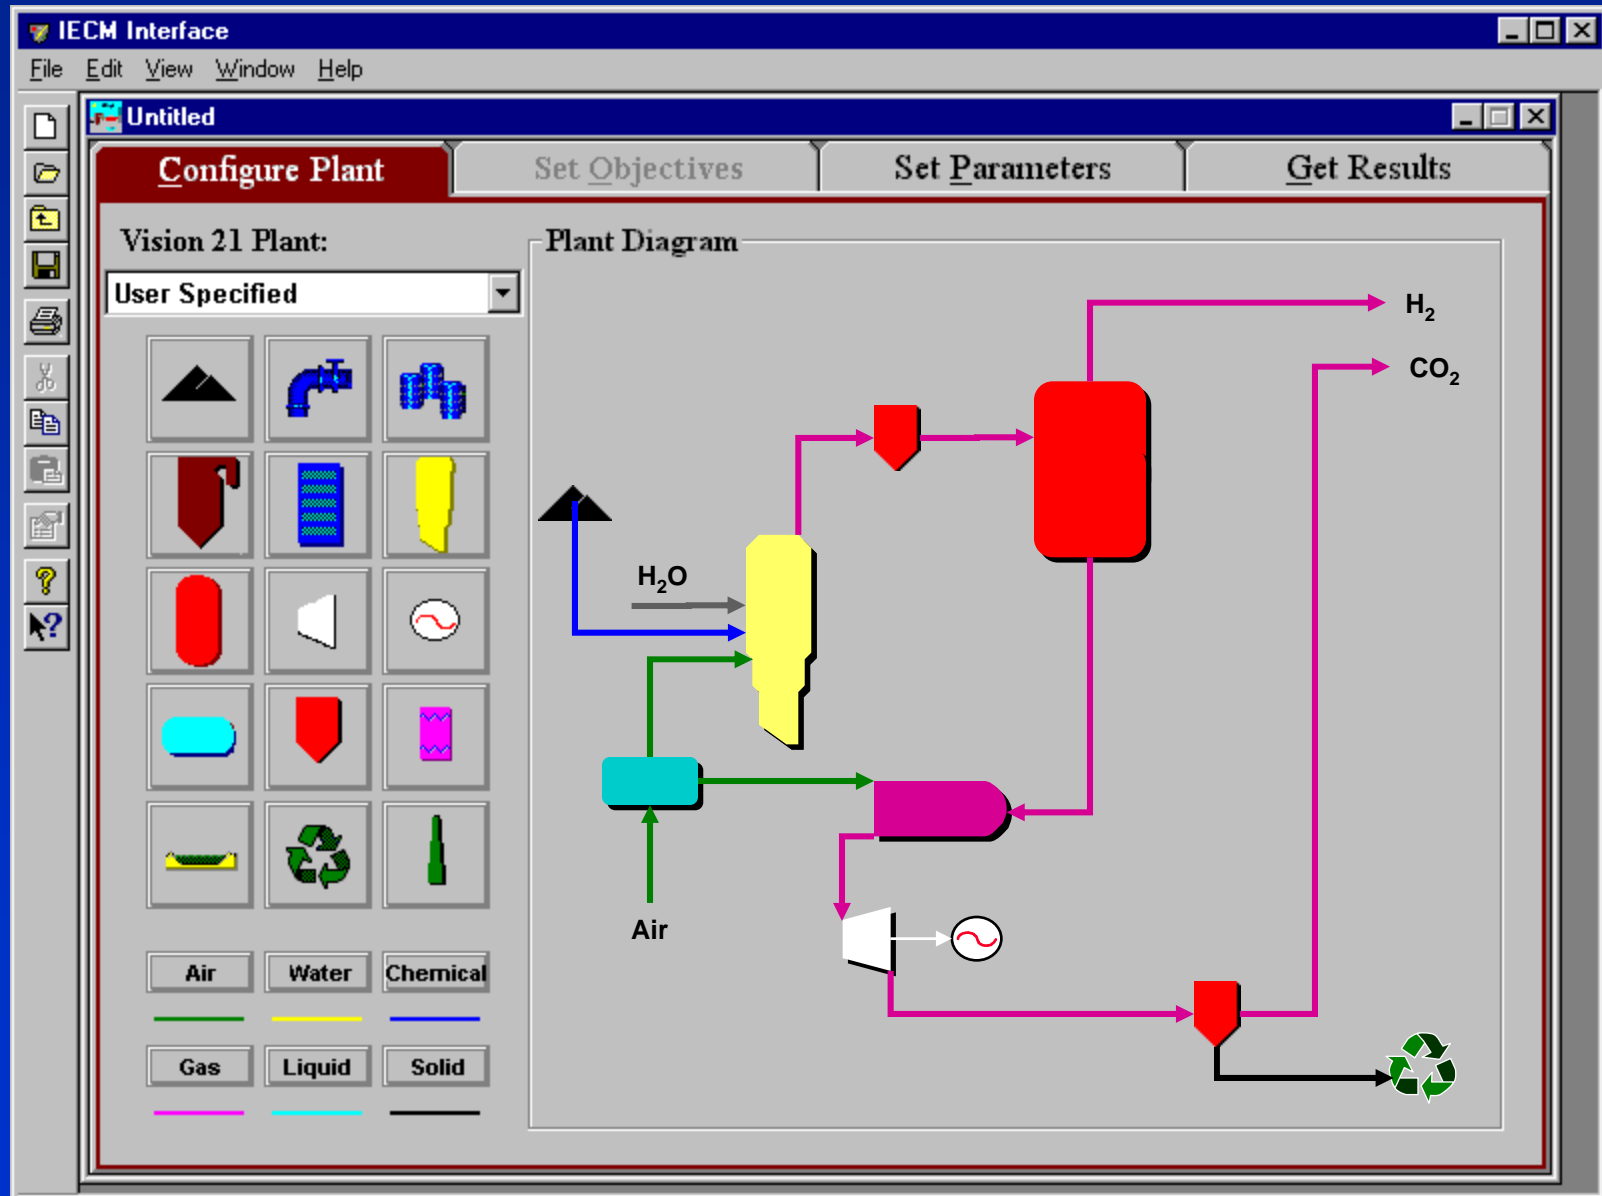 IECM Interface
File Edit View Window Help
Untitled
Configure Plant Set Objectives Set Parameters Get Results
Vision 21 Plant:
Plant Diagram
User Specified
H₂
CO₂
H₂O
Air
Air Water Chemical
Gas Liquid Solid